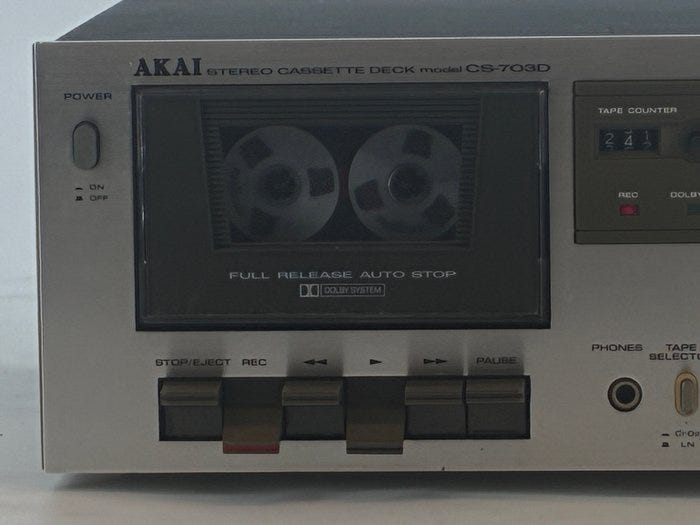 AKAI STEREO CASSETTE DECK model CS-703D
POWER
ON
OFF
TAPE COUNTER
241
REC
DOLBY
FULL RELEASE AUTO STOP
DOLBY SYSTEM
STOP/EJECT REC PAUSE
PHONES
TAPE
LN